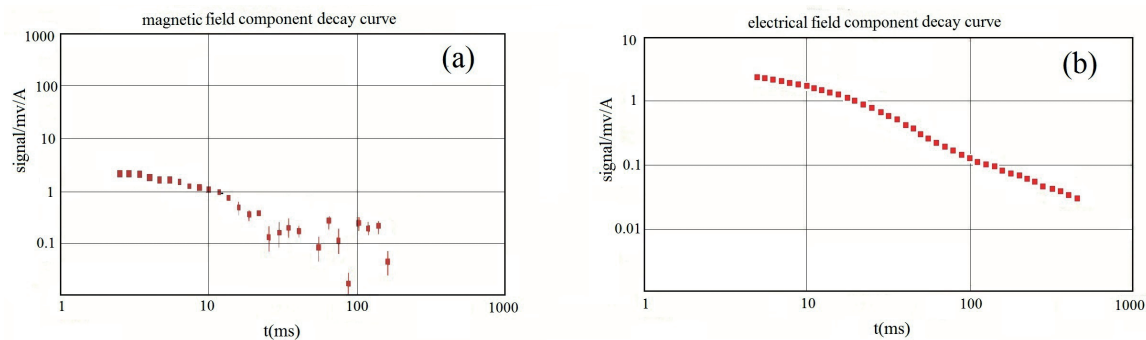 magnetic field component decay curve
(a)
signal/mv/A
1000
100
10
1
0.1
1
10
100
1000
t(ms)
electrical field component decay curve
(b)
signal/mv/A
10
1
0.1
0.01
1
10
100
1000
t(ms)